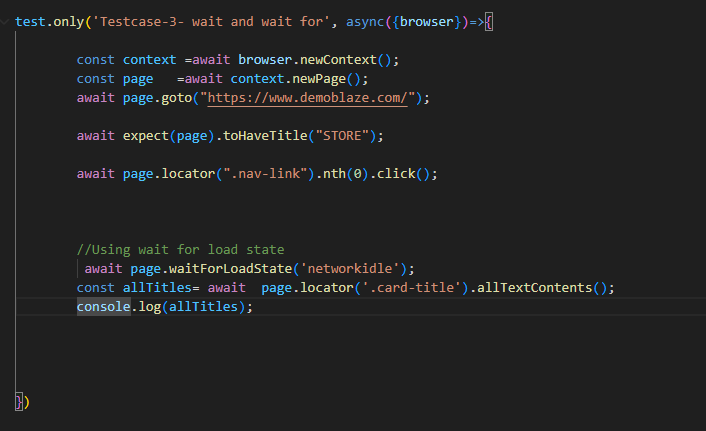 test.only('Testcase-3- wait and wait for', async({browser})=>{
const context =await browser.newContext();
const page   =await context.newPage();
await page.goto("https://www.demoblaze.com/");
await expect(page).toHaveTitle("STORE");
await page.locator(".nav-link").nth(0).click();
//Using wait for load state
await page.waitForLoadState('networkidle');
const allTitles= await  page.locator('.card-title').allTextContents();
console.log(allTitles);
})